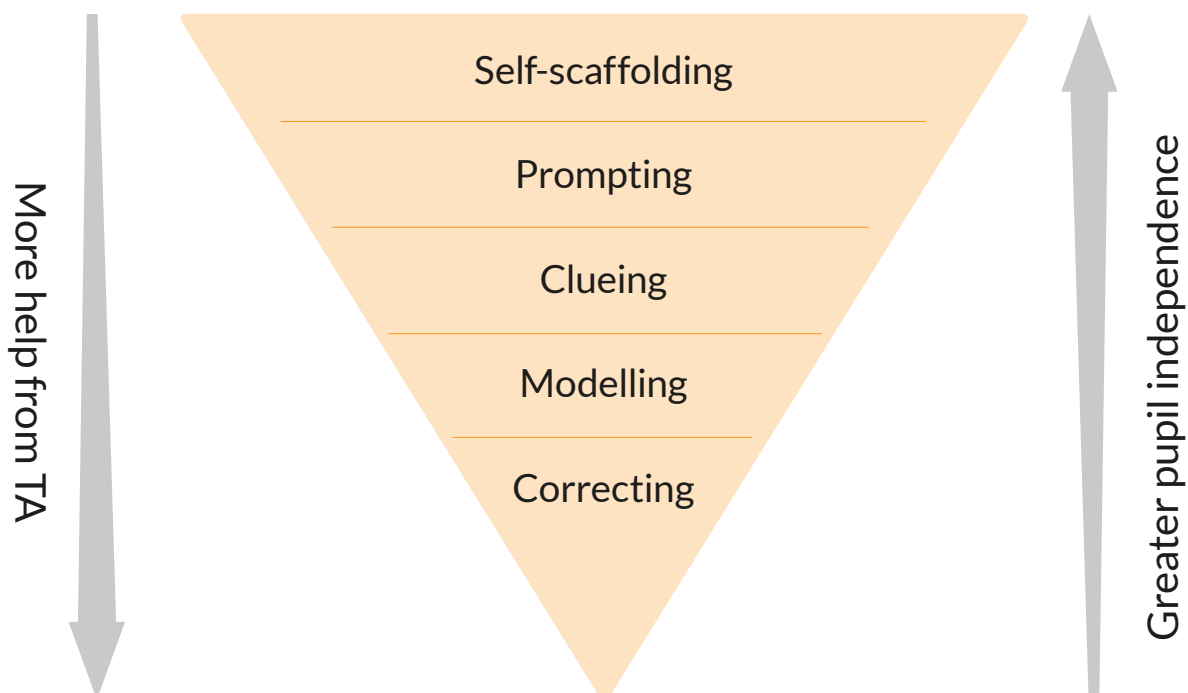 More help from TA
Self-scaffolding
Prompting
Clueing
Modelling
Correcting
Greater pupil independence